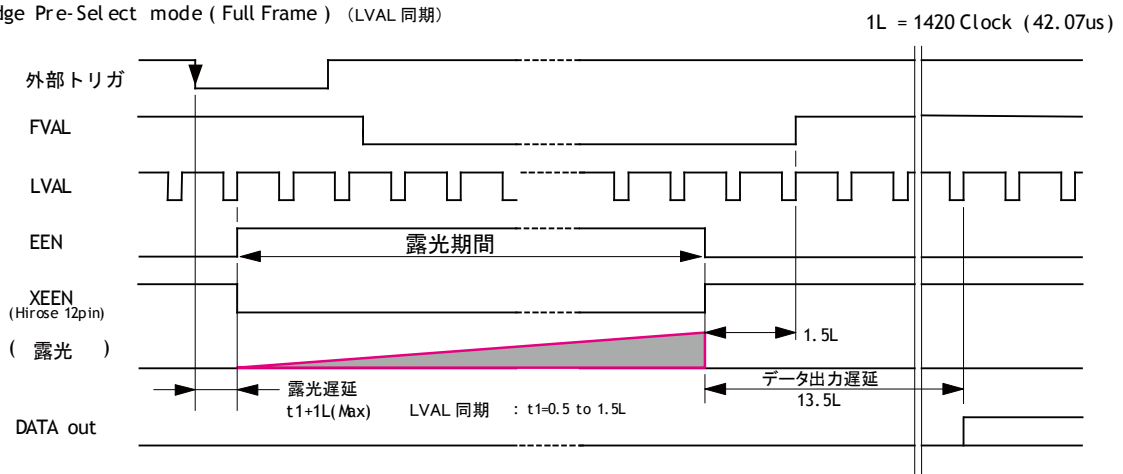 dge Pre-Select mode ( Full Frame ) (LVAL 同期)
1L = 1420 Clock (42.07us)
外部トリガ
FVAL
LVAL
EEN
露光期間
XEEN
(Hirose 12pin)
( 露光 )
1.5L
露光遅延
t1+1L(Max)
LVAL 同期 : t1=0.5 to 1.5L
データ出力遅延
13.5L
DATA out